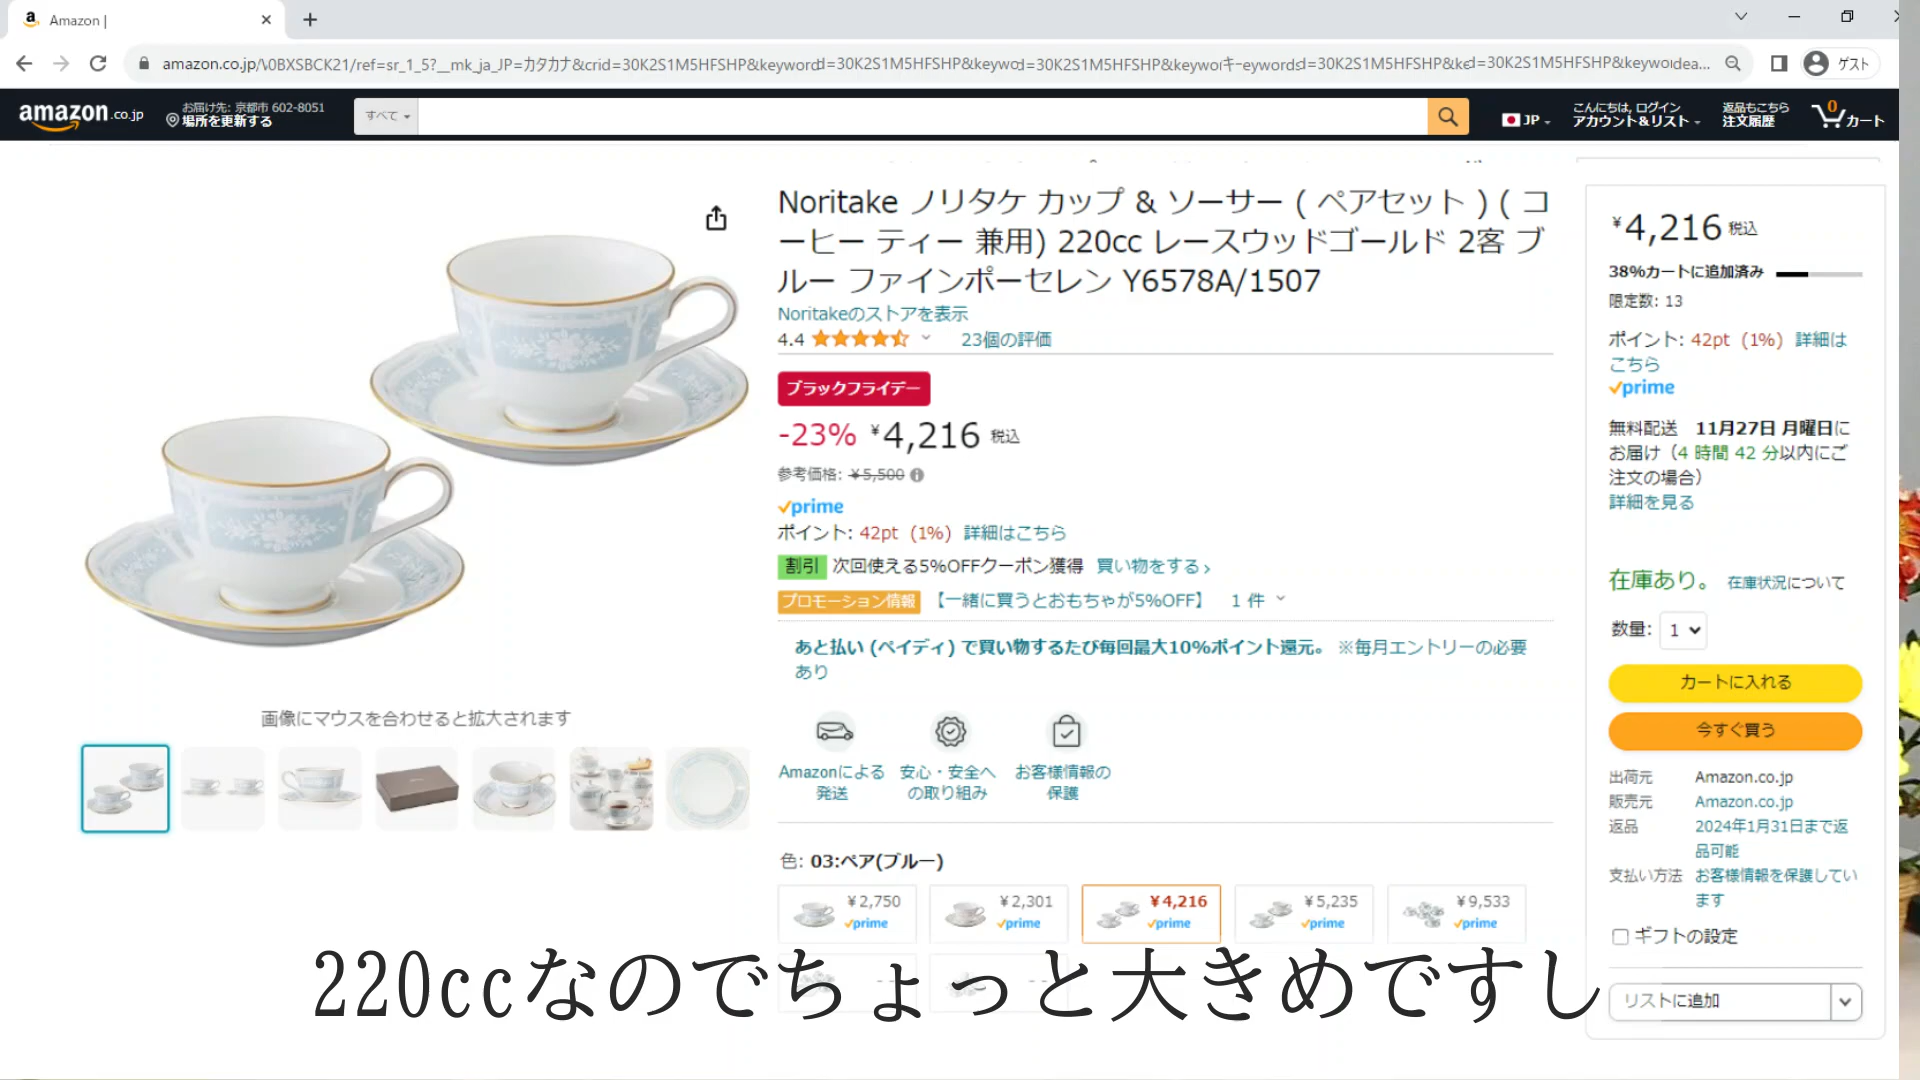 Amazon |
amazon.co.jp
お届け先: 京都市 602-8051
場所を更新する
すべて
JP
こんにちは, ログイン
アカウント&リスト
返品もこちら
注文履歴
0
カート
ゲスト
Noritake ノリタケ カップ & ソーサー ( ペアセット ) ( コ
ーヒー ティー 兼用) 220cc レースウッドゴールド 2客 ブ
ルー ファインポーセレン Y6578A/1507
Noritakeのストアを表示
4.4
23個の評価
ブラックフライデー
-23% ¥4,216 税込
参考価格: ¥5,500
prime
ポイント: 42pt (1%) 詳細はこちら
割引 次回使える5%OFFクーポン獲得 買い物をする ›
プロモーション情報 【一緒に買うとおもちゃが5%OFF】 1 件
あと払い (ペイディ) で買い物するたび毎回最大10%ポイント還元。 ※毎月エントリーの必要
あり
画像にマウスを合わせると拡大されます
Amazonによる
発送
安心・安全へ
の取り組み
お客様情報の
保護
色: 03:ペア(ブルー)
¥2,750
prime
¥2,301
prime
¥4,216
prime
¥5,235
prime
¥9,533
prime
¥4,216 税込
38%カートに追加済み
限定数: 13
ポイント: 42pt (1%) 詳細は
こちら
prime
無料配送 11月27日 月曜日に
お届け（4 時間 42 分以内にご
注文の場合）
詳細を見る
在庫あり。 在庫状況について
数量: 1
カートに入れる
今すぐ買う
出荷元 Amazon.co.jp
販売元 Amazon.co.jp
返品 2024年1月31日まで返
品可能
支払い方法 お客様情報を保護してい
ます
ギフトの設定
リストに追加
220ccなのでちょっと大きめですし